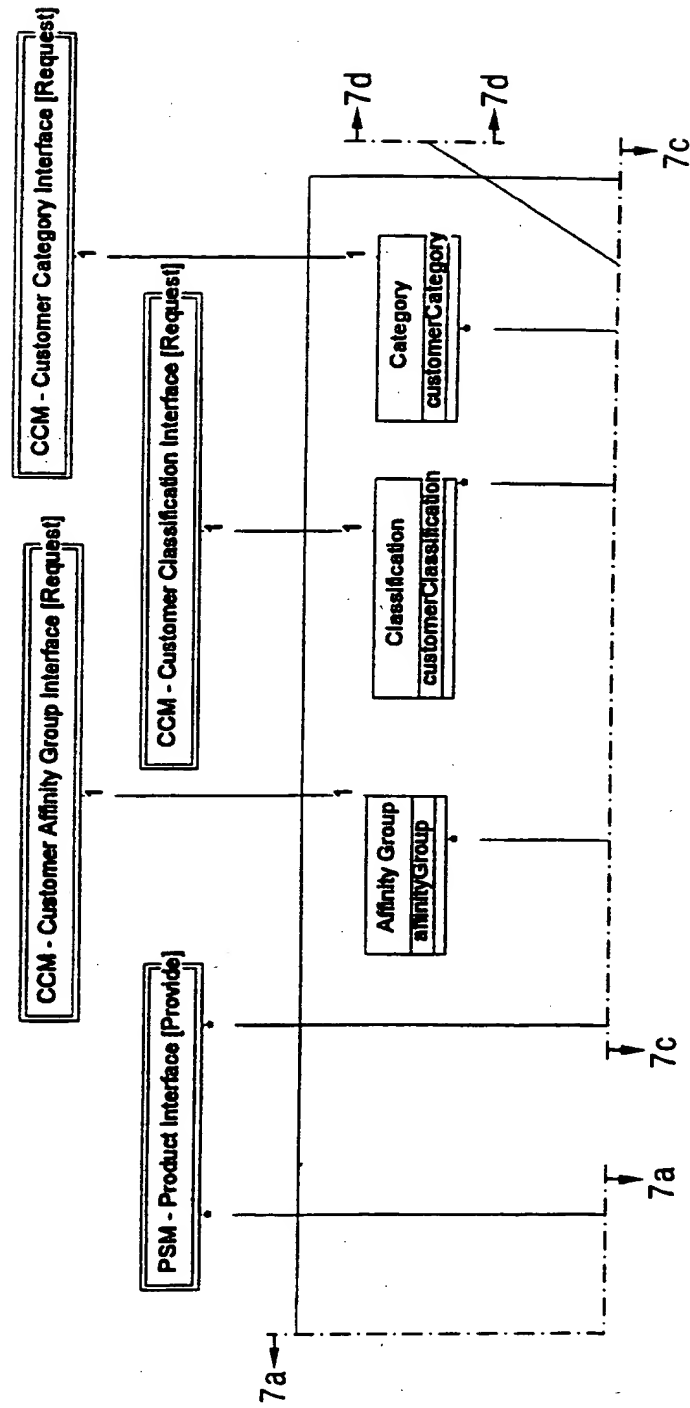 CCM - Customer Category Interface [Request]
CCM - Customer Affinity Group Interface [Request]
CCM - Customer Classification Interface [Request]
PSM - Product Interface [Provide]
1
1
1
1
1
1
*
*
Affinity Group
affinityGroup
*
Classification
customerClassification
*
Category
customerCategory
*
7d
7d
7a
7a
7c
7c